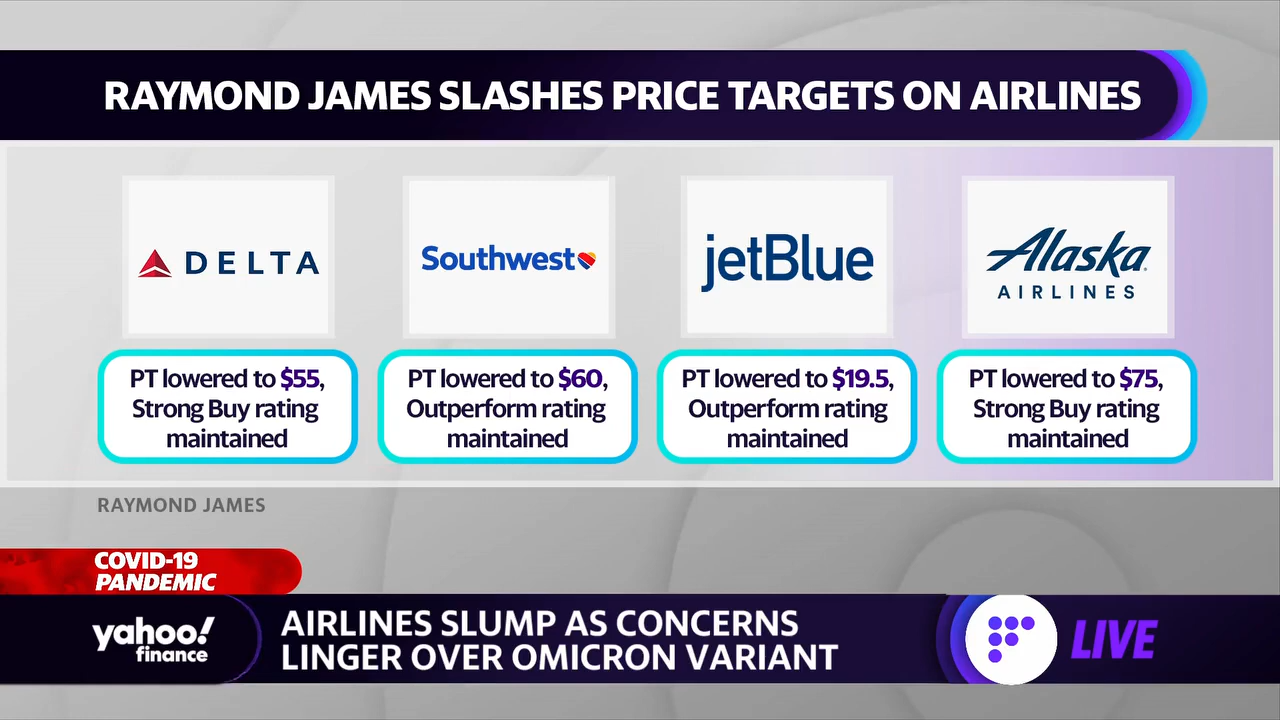 RAYMOND JAMES SLASHES PRICE TARGETS ON AIRLINES
DELTA
Southwest
jetBlue
Alaska
AIRLINES
PT lowered to $55,
Strong Buy rating
maintained
PT lowered to $60,
Outperform rating
maintained
PT lowered to $19.5,
Outperform rating
maintained
PT lowered to $75,
Strong Buy rating
maintained
RAYMOND JAMES
COVID-19
PANDEMIC
yahoo!
finance
AIRLINES SLUMP AS CONCERNS
LINGER OVER OMICRON VARIANT
LIVE